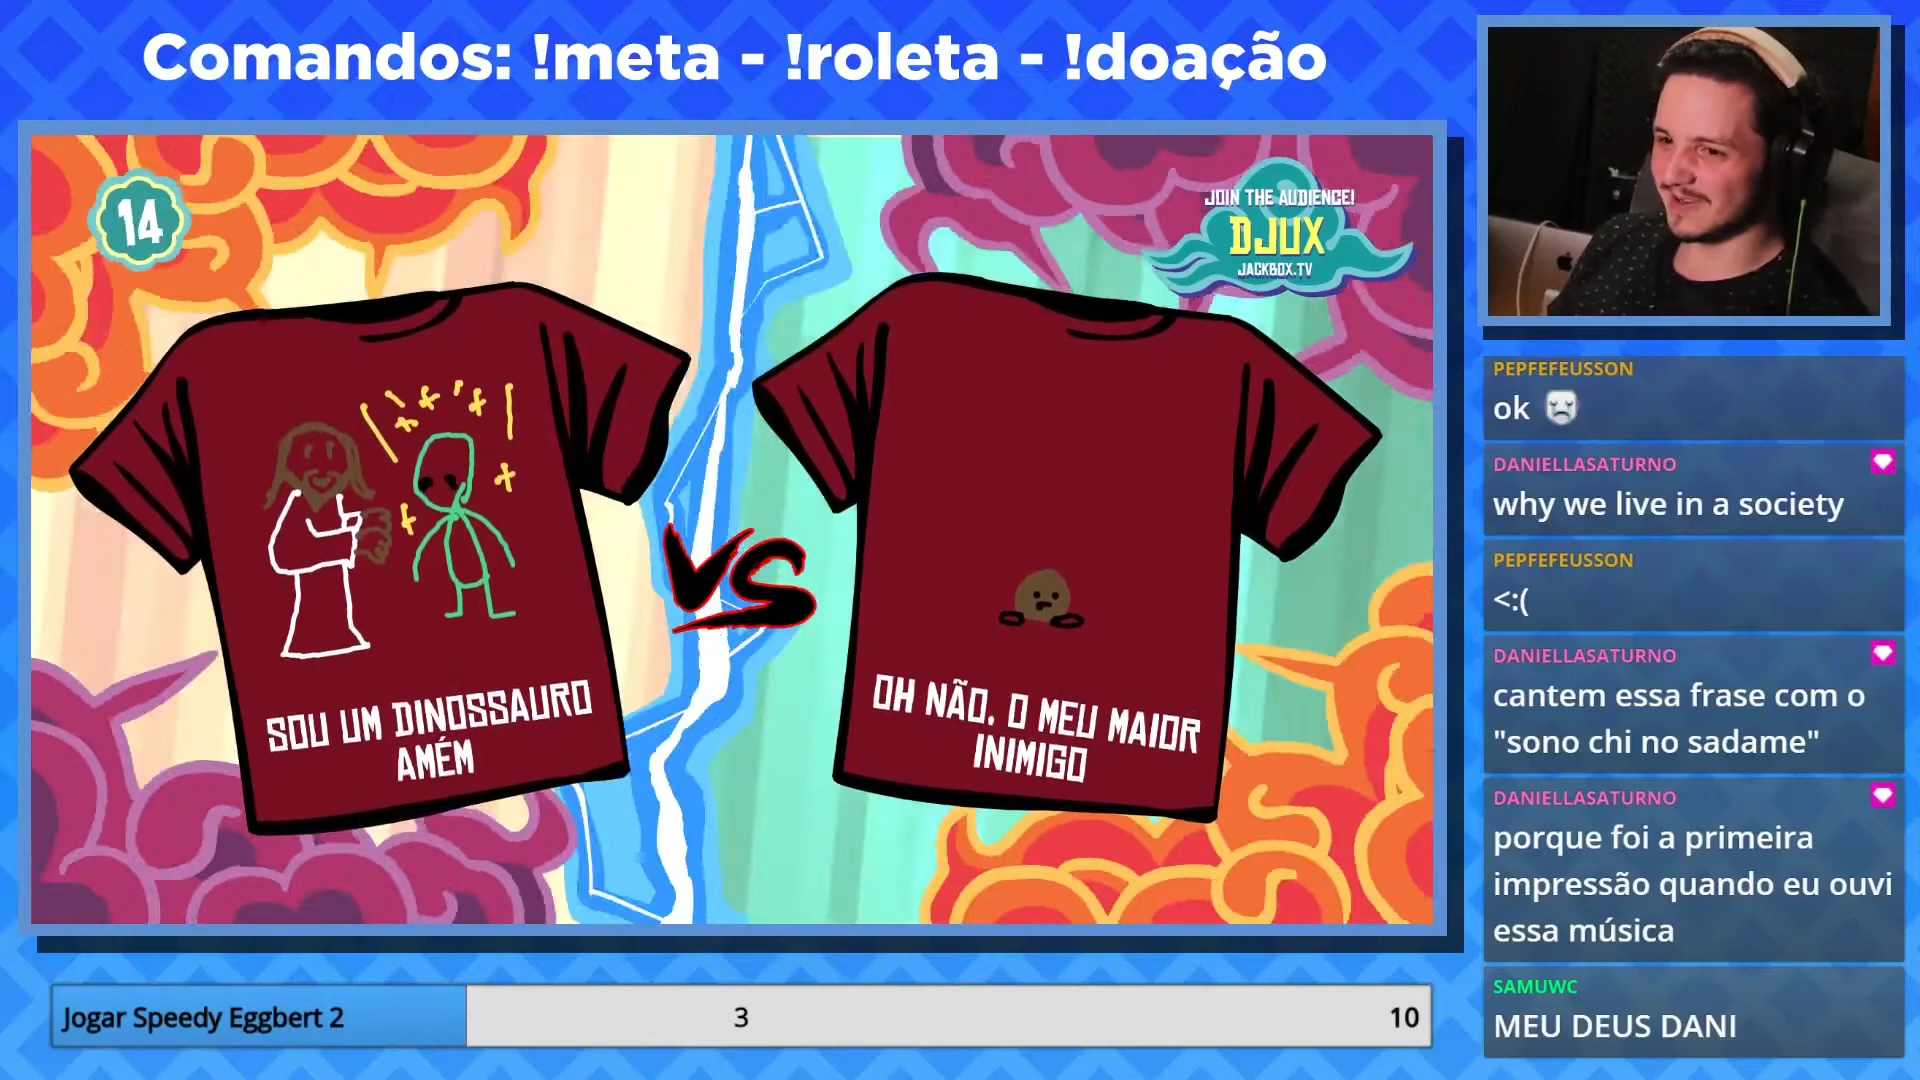 Comandos: !meta - !roleta - !doação
14
JOIN THE AUDIENCE!
DJUX
JACKBOX.TV
SOU UM DINOSSAURO
AMÉM
VS
OH NÃO. O MEU MAIOR
INIMIGO
PEPFEFEUSSON
ok
DANIELLASATURNO
why we live in a society
PEPFEFEUSSON
<:(
DANIELLASATURNO
cantem essa frase com o
"sono chi no sadame"
DANIELLASATURNO
porque foi a primeira
impressão quando eu ouvi
essa música
SAMUWC
MEU DEUS DANI
Jogar Speedy Eggbert 2
3
10